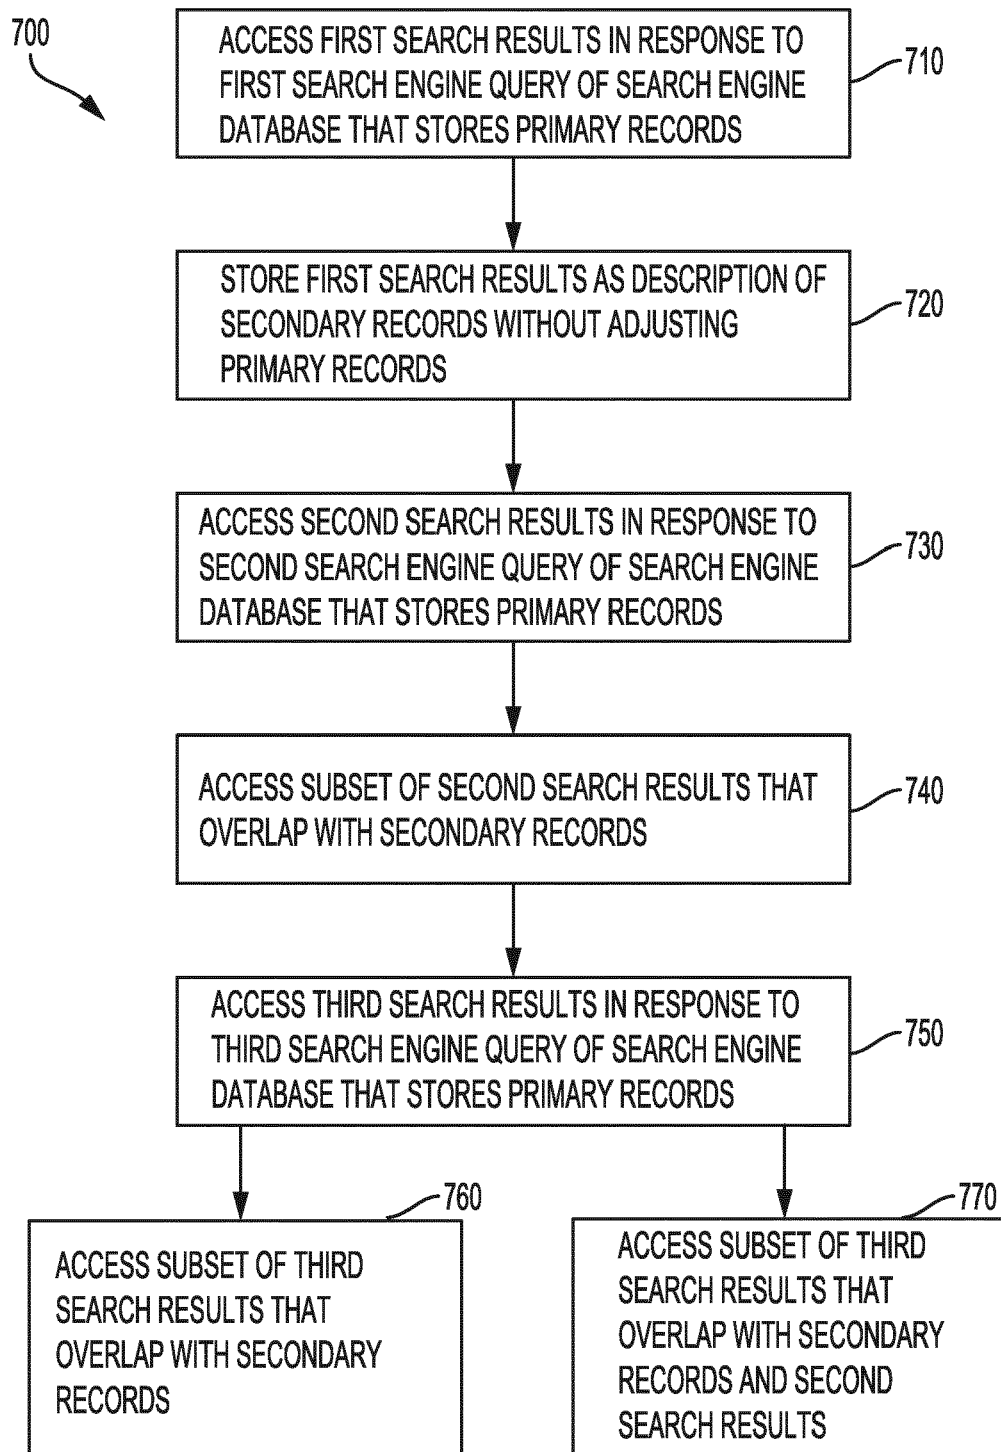 700
ACCESS FIRST SEARCH RESULTS IN RESPONSE TO
FIRST SEARCH ENGINE QUERY OF SEARCH ENGINE
DATABASE THAT STORES PRIMARY RECORDS
710
STORE FIRST SEARCH RESULTS AS DESCRIPTION OF
SECONDARY RECORDS WITHOUT ADJUSTING
PRIMARY RECORDS
720
ACCESS SECOND SEARCH RESULTS IN RESPONSE TO
SECOND SEARCH ENGINE QUERY OF SEARCH ENGINE
DATABASE THAT STORES PRIMARY RECORDS
730
ACCESS SUBSET OF SECOND SEARCH RESULTS THAT
OVERLAP WITH SECONDARY RECORDS
740
ACCESS THIRD SEARCH RESULTS IN RESPONSE TO
THIRD SEARCH ENGINE QUERY OF SEARCH ENGINE
DATABASE THAT STORES PRIMARY RECORDS
750
760
ACCESS SUBSET OF THIRD
SEARCH RESULTS THAT
OVERLAP WITH SECONDARY
RECORDS
770
ACCESS SUBSET OF THIRD
SEARCH RESULTS THAT
OVERLAP WITH SECONDARY
RECORDS AND SECOND
SEARCH RESULTS